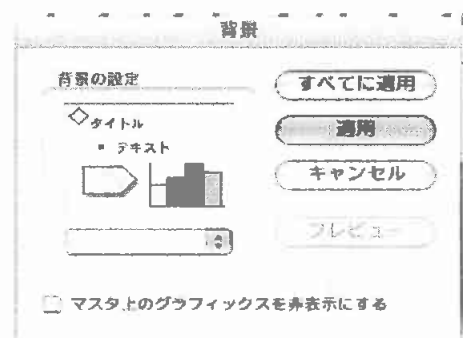 背景
背景の設定
すべてに適用
タイトル
適用
▪ テキスト
キャンセル
プレビュー
マスタ上のグラフィックスを非表示にする